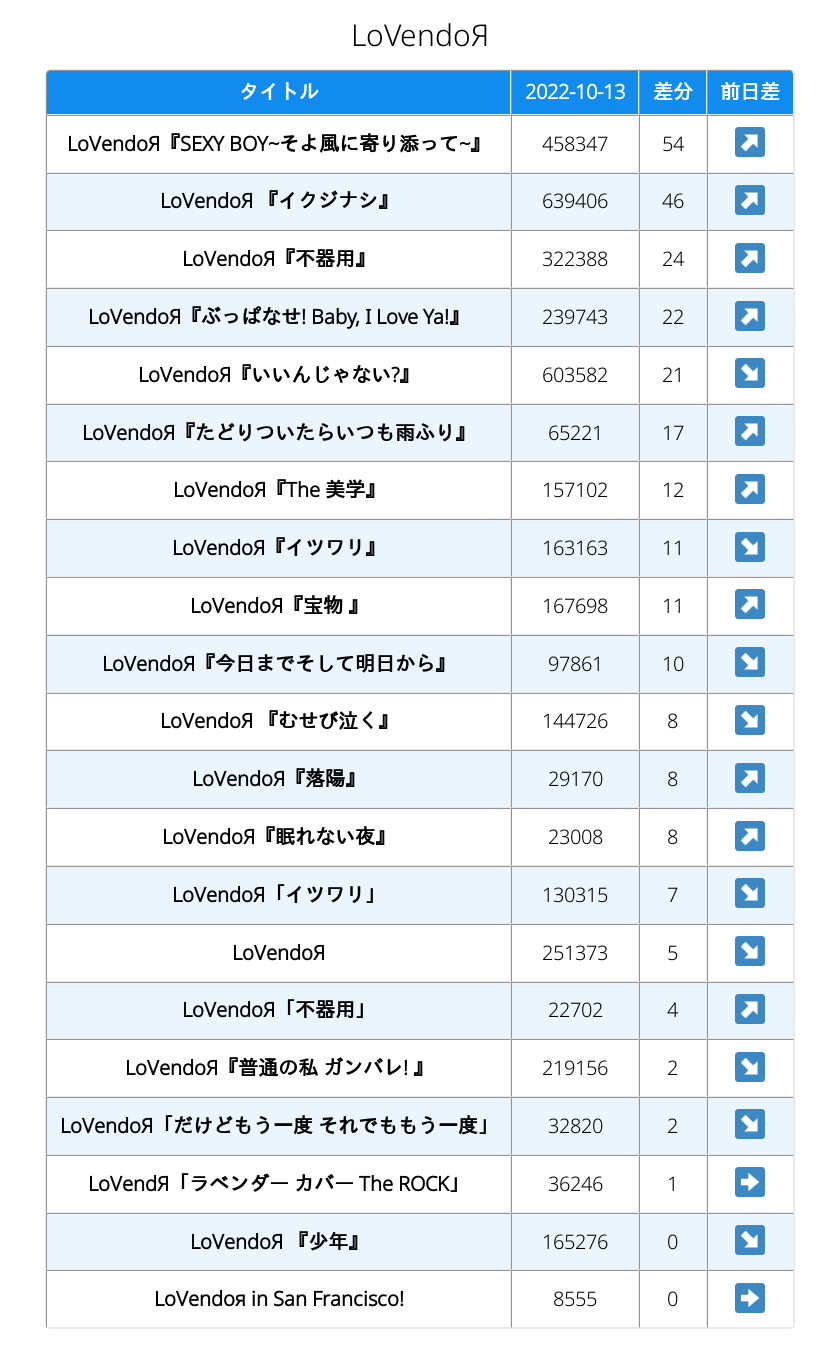 LoVendoЯ
タイトル 2022-10-13 差分 前日差
LoVendoЯ『SEXY BOY~そよ風に寄り添って~』 458347 54 ↗
LoVendoЯ 『イクジナシ』 639406 46 ↗
LoVendoЯ『不器用』 322388 24 ↗
LoVendoЯ『ぶっぱなせ! Baby, I Love Ya!』 239743 22 ↗
LoVendoЯ『いいんじゃない?』 603582 21 ↘
LoVendoЯ『たどりついたらいつも雨ふり』 65221 17 ↗
LoVendoЯ『The 美学』 157102 12 ↗
LoVendoЯ『イツワリ』 163163 11 ↘
LoVendoЯ『宝物 』 167698 11 ↗
LoVendoЯ『今日までそして明日から』 97861 10 ↘
LoVendoЯ 『むせび泣く』 144726 8 ↘
LoVendoЯ『落陽』 29170 8 ↗
LoVendoЯ『眠れない夜』 23008 8 ↗
LoVendoЯ「イツワリ」 130315 7 ↘
LoVendoЯ 251373 5 ↘
LoVendoЯ「不器用」 22702 4 ↗
LoVendoЯ『普通の私 ガンバレ! 』 219156 2 ↘
LoVendoЯ「だけどもう一度 それでももう一度」 32820 2 ↘
LoVendЯ「ラベンダー カバー The ROCK」 36246 1 ➡
LoVendoЯ 『少年』 165276 0 ↘
LoVendoя in San Francisco! 8555 0 ➡